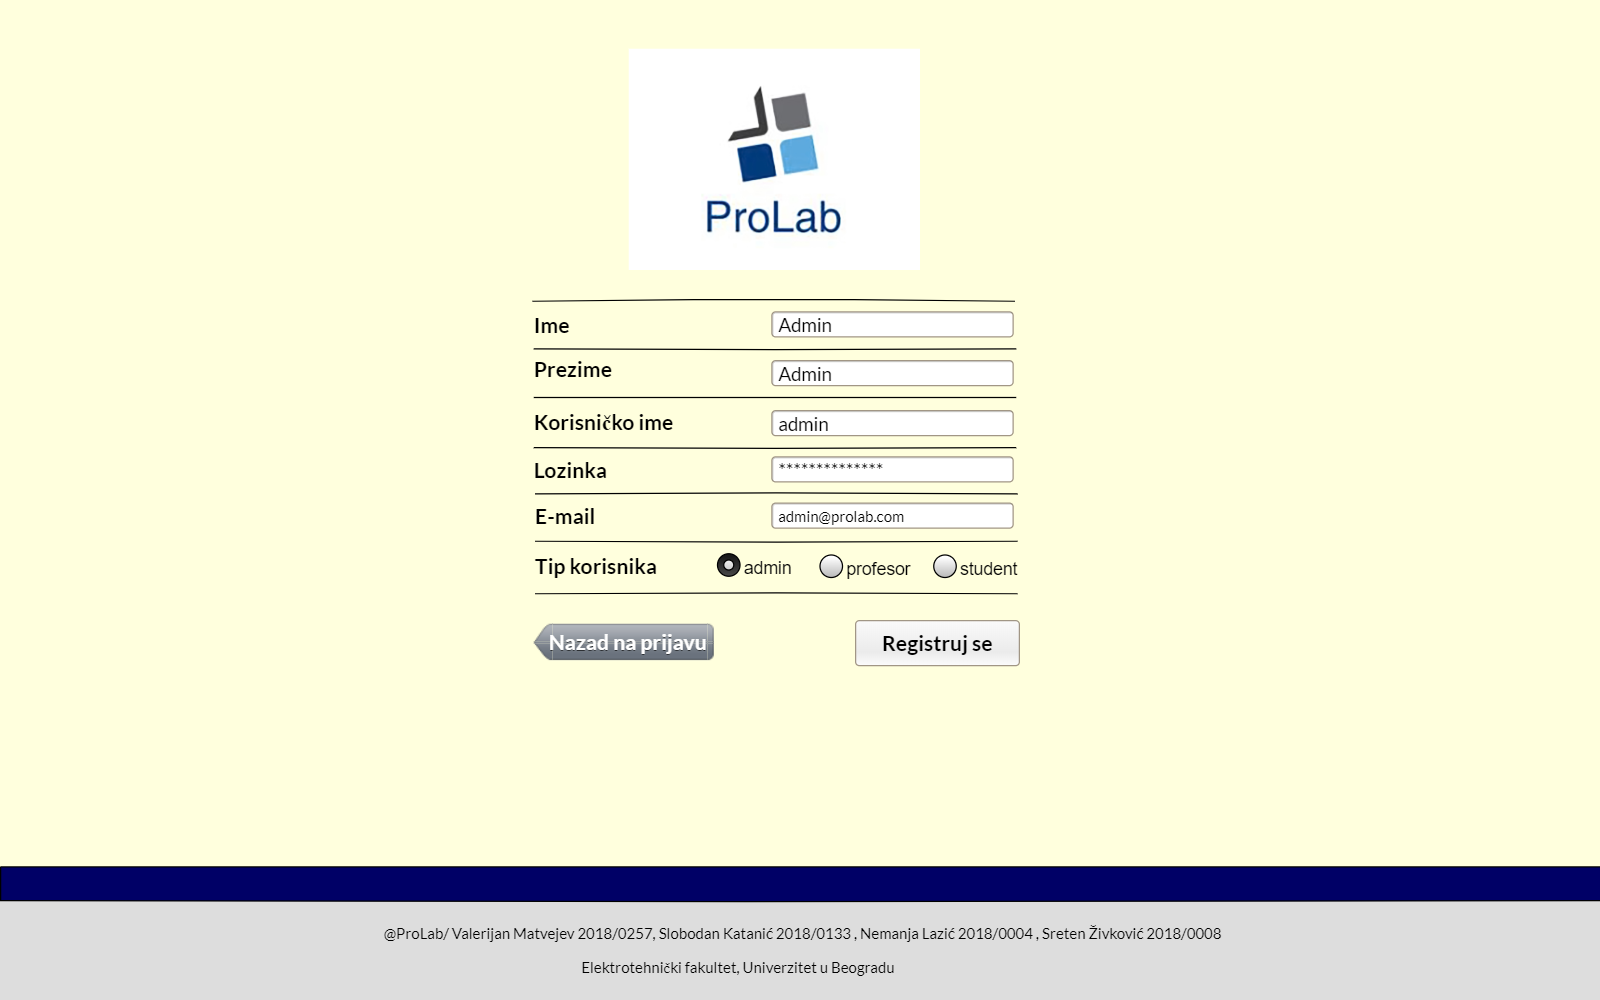 ProLab
Ime Admin
Prezime Admin
Korisničko ime admin
Lozinka **************
E-mail admin@prolab.com
Tip korisnika admin profesor student
Nazad na prijavu Registruj se
@ProLab/ Valerijan Matvejev 2018/0257, Slobodan Katanić 2018/0133 , Nemanja Lazić 2018/0004 , Sreten Živković 2018/0008
Elektrotehnički fakultet, Univerzitet u Beogradu